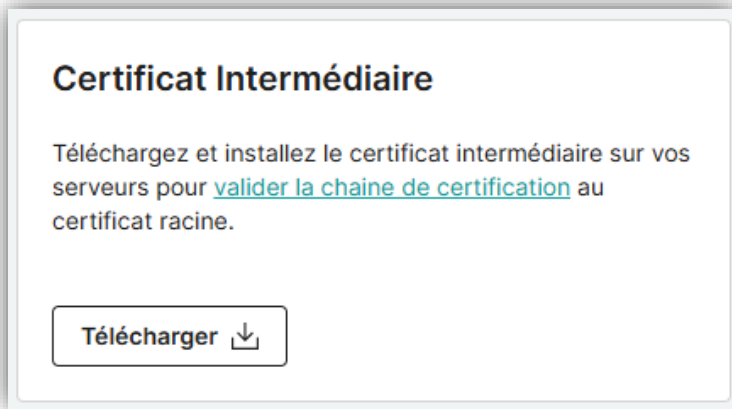 Certificat Intermédiaire
Téléchargez et installez le certificat intermédiaire sur vos
serveurs pour valider la chaine de certification au
certificat racine.
Télécharger